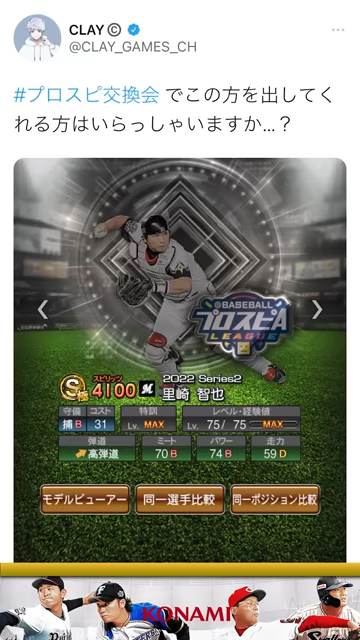 CLAY©
@CLAY_GAMES_CH
#プロスピ交換会 でこの方を出してく
れる方はいらっしゃいますか...？
BASEBALL
プロスピA
LEAGUE
S
スピリッツ
4100
2022 Series2
里崎 智也
守備 コスト 特訓 レベル・経験値
捕B 31 Lv. MAX Lv. 75/ 75 MAX
弾道 ミート パワー 走力
高弾道 70 B 74 B 59 D
モデルビューアー 同一選手比較 同一ポジション比較
KONAMI